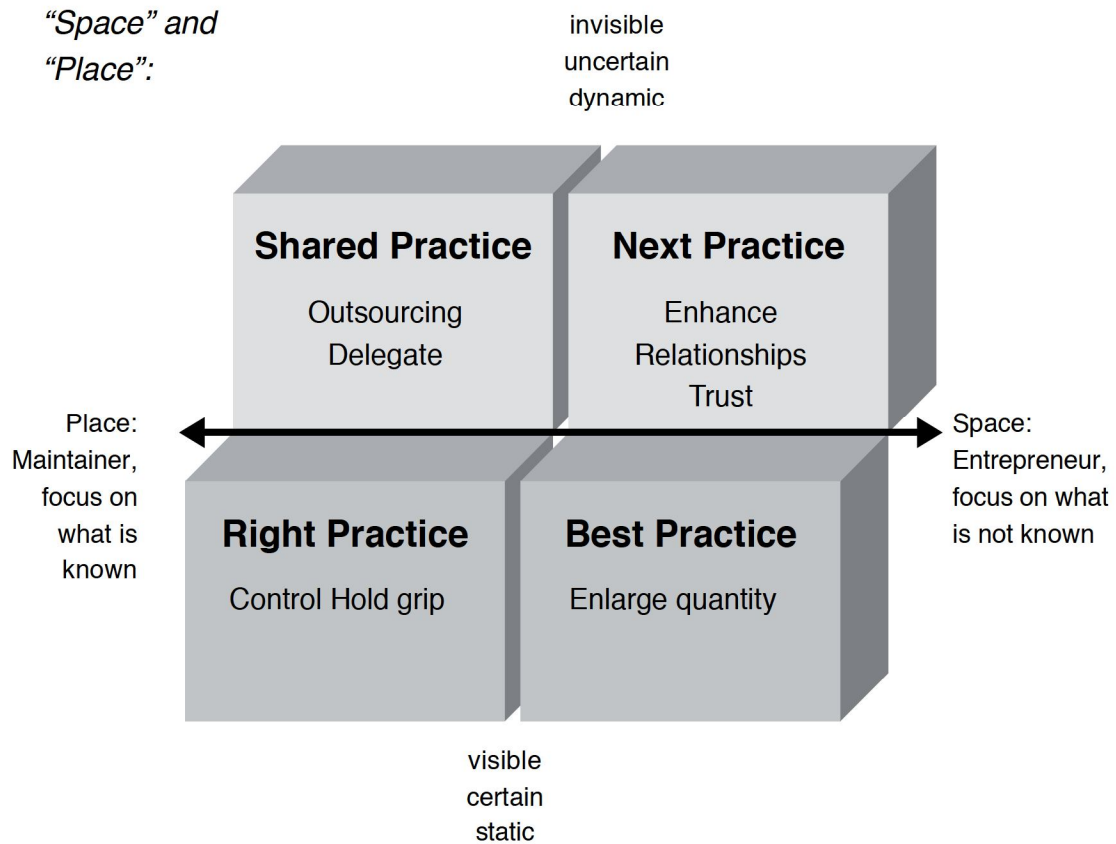 “Space” and
“Place”:
invisible
uncertain
dynamic
Shared Practice
Outsourcing
Delegate
Next Practice
Enhance
Relationships
Trust
Place:
Maintainer,
focus on
what is
known
Space:
Entrepreneur,
focus on what
is not known
Right Practice
Control Hold grip
Best Practice
Enlarge quantity
visible
certain
static